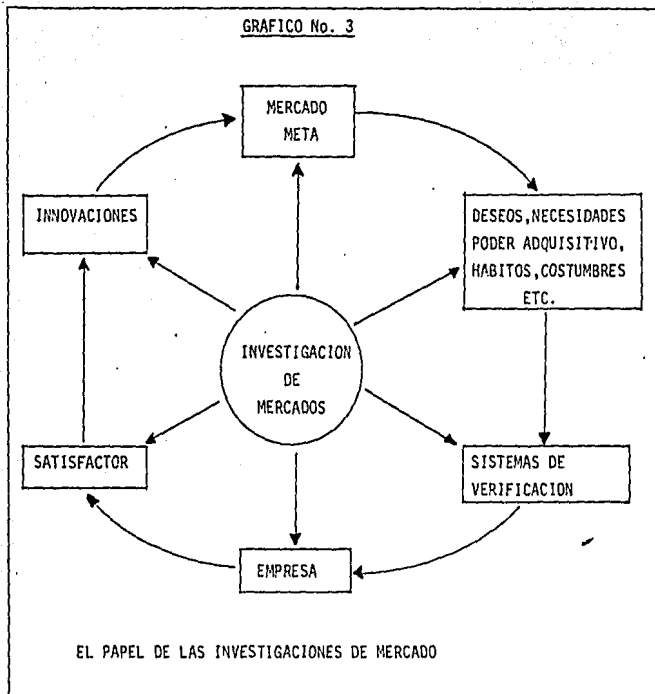 GRAFICO No. 3
MERCADO
META
INNOVACIONES
DESEOS,NECESIDADES
PODER ADQUISITIVO,
HABITOS,COSTUMBRES
ETC.
INVESTIGACION
DE
MERCADOS
SATISFACTOR
SISTEMAS DE
VERIFICACION
EMPRESA
EL PAPEL DE LAS INVESTIGACIONES DE MERCADO